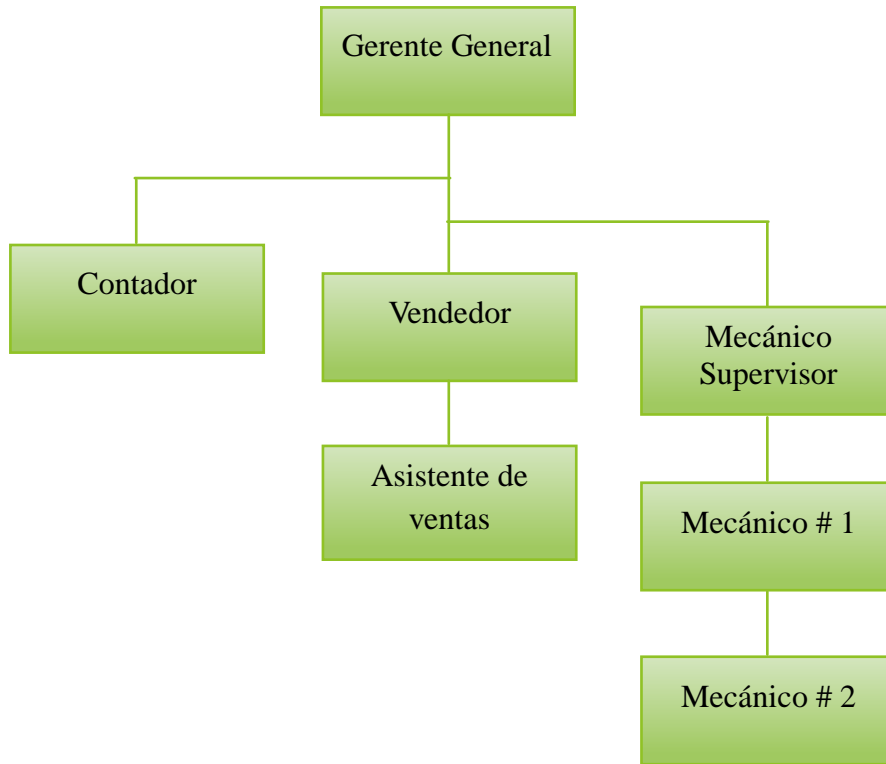 Gerente General
Contador
Vendedor
Mecánico
Supervisor
Asistente de
ventas
Mecánico # 1
Mecánico # 2